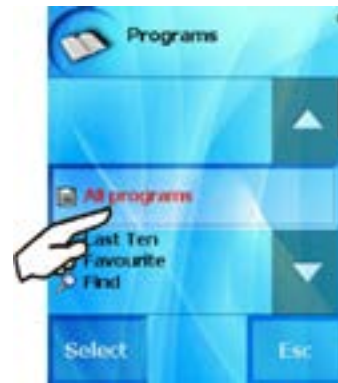 Programs
All programs
Last Ten
Favourite
Find
Select
Esc